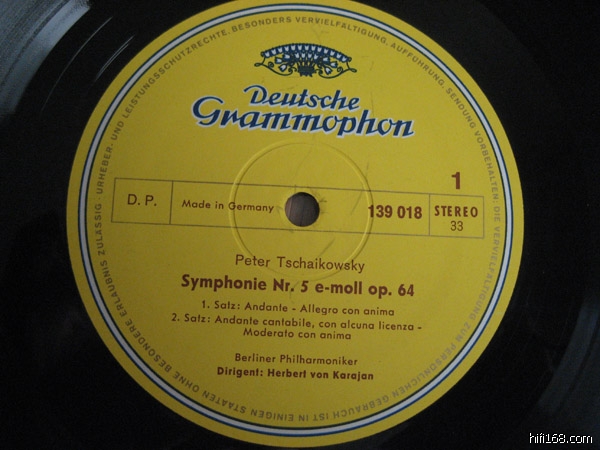 Deutsche
Grammophon
1
D. P.
Made in Germany
139 018
STEREO
33
Peter Tschaikowsky
Symphonie Nr. 5 e-moll op. 64
1. Satz: Andante - Allegro con anima
2. Satz: Andante cantabile, con alcuna licenza -
Moderato con anima
Berliner Philharmoniker
Dirigent: Herbert von Karajan
URHEBER- UND LEISTUNGSSCHUTZRECHTE, BESONDERS VERVIELFÄLTIGUNG, AUFFÜHRUNG, SENDUNG VORBEHALTEN · DIE VERVIELFÄLTIGUNG ZUM PERSÖNLICHEN GEBRAUCH IST IN EINIGEN STAATEN OHNE BESONDERE ERLAUBNIS ZULÄSSIG ·
hifi168.com